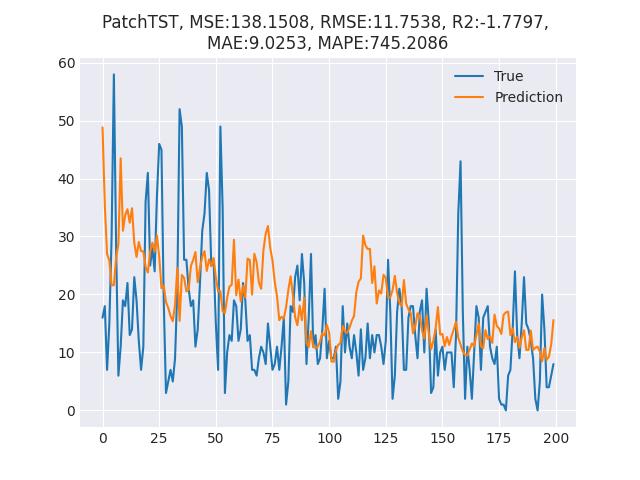 PatchTST, MSE:138.1508, RMSE:11.7538, R2:-1.7797,
MAE:9.0253, MAPE:745.2086
60
50
40
30
20
10
0
True
Prediction
0 25 50 75 100 125 150 175 200